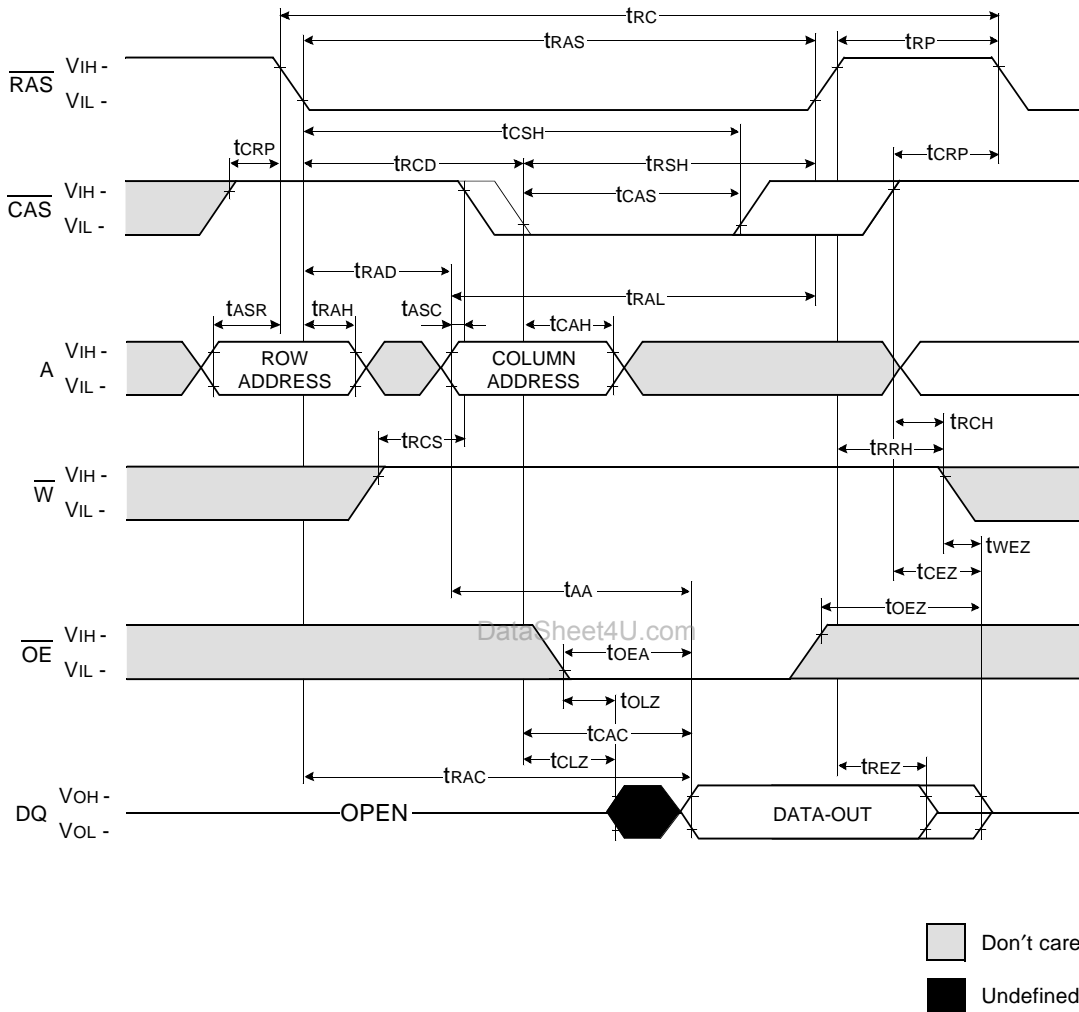 tRC
tRAS
tRP
RAS
VIH -
VIL -
tCSH
tCRP
tRCD
tRSH
tCRP
CAS
VIH -
VIL -
tCAS
tRAD
tRAL
tASR
tRAH
tASC
tCAH
A
VIH -
VIL -
ROW
ADDRESS
COLUMN
ADDRESS
tRCH
tRCS
tRRH
W
VIH -
VIL -
tWEZ
tCEZ
tAA
tOEZ
DataSheet4U.com
OE
VIH -
VIL -
tOEA
tOLZ
tCAC
tCLZ
tRAC
tREZ
DQ
VOH -
VOL -
OPEN
DATA-OUT
Don′t care
Undefined